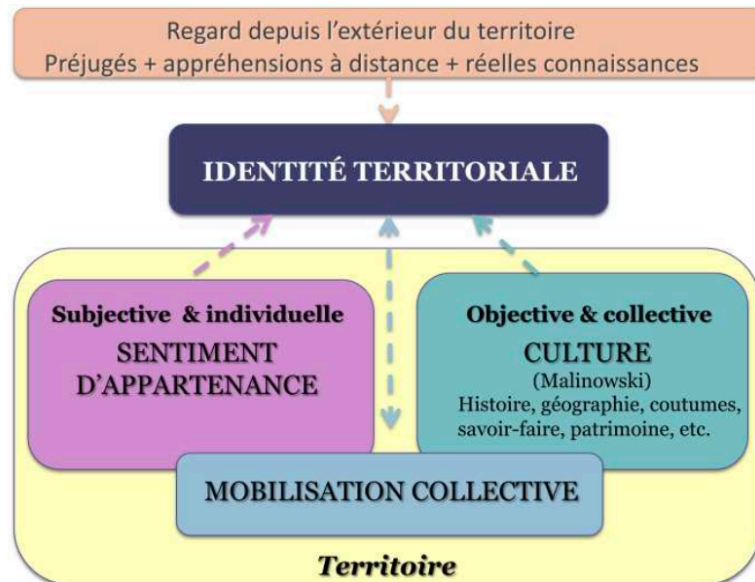 Regard depuis l’extérieur du territoire
Préjugés + appréhensions à distance + réelles connaissances
IDENTITÉ TERRITORIALE
Subjective & individuelle
SENTIMENT
D’APPARTENANCE
Objective & collective
CULTURE
(Malinowski)
Histoire, géographie, coutumes,
savoir-faire, patrimoine, etc.
MOBILISATION COLLECTIVE
Territoire